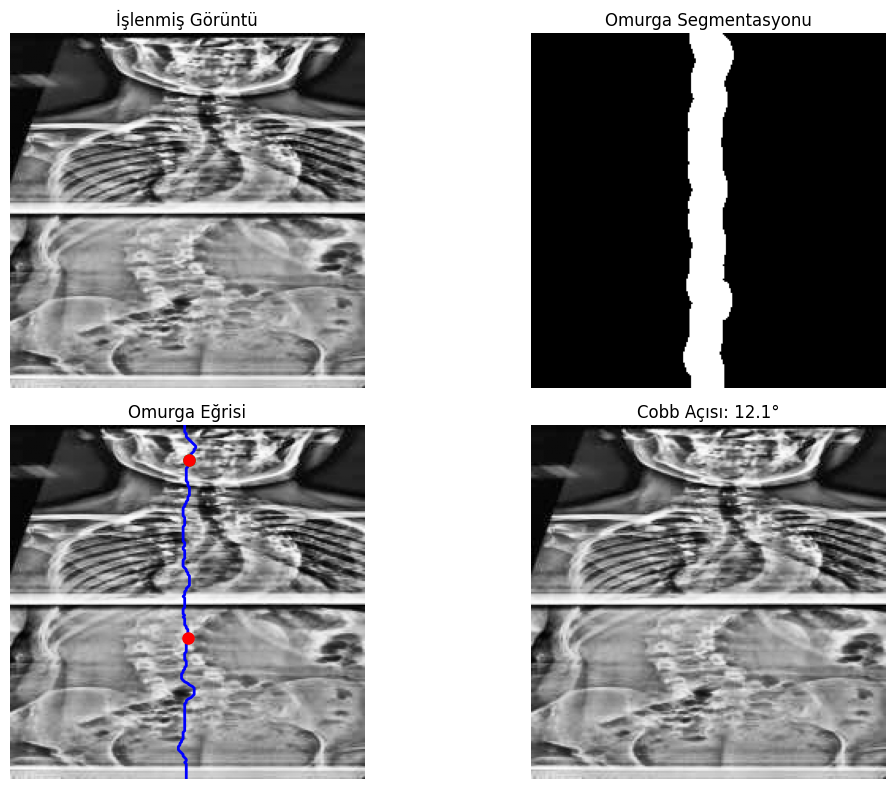 İşlenmiş Görüntü
Omurga Segmentasyonu
Omurga Eğrisi
Cobb Açısı: 12.1°